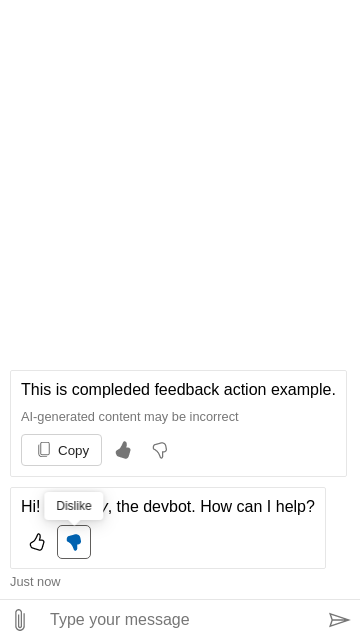 This is compleded feedback action example.
AI-generated content may be incorrect
Copy
Hi! , the devbot. How can I help?
Dislike
Just now
Type your message